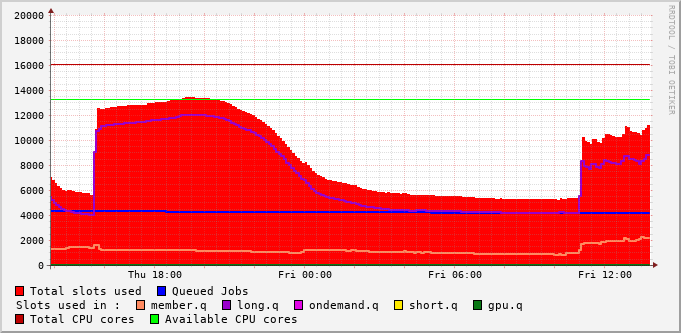 20000
18000
16000
14000
12000
10000
8000
6000
4000
2000
0
Thu 18:00 Fri 00:00 Fri 06:00 Fri 12:00
RRDTOOL / TOBI OETIKER
Total slots used Queued Jobs
Slots used in : member.q long.q ondemand.q short.q gpu.q
Total CPU cores Available CPU cores